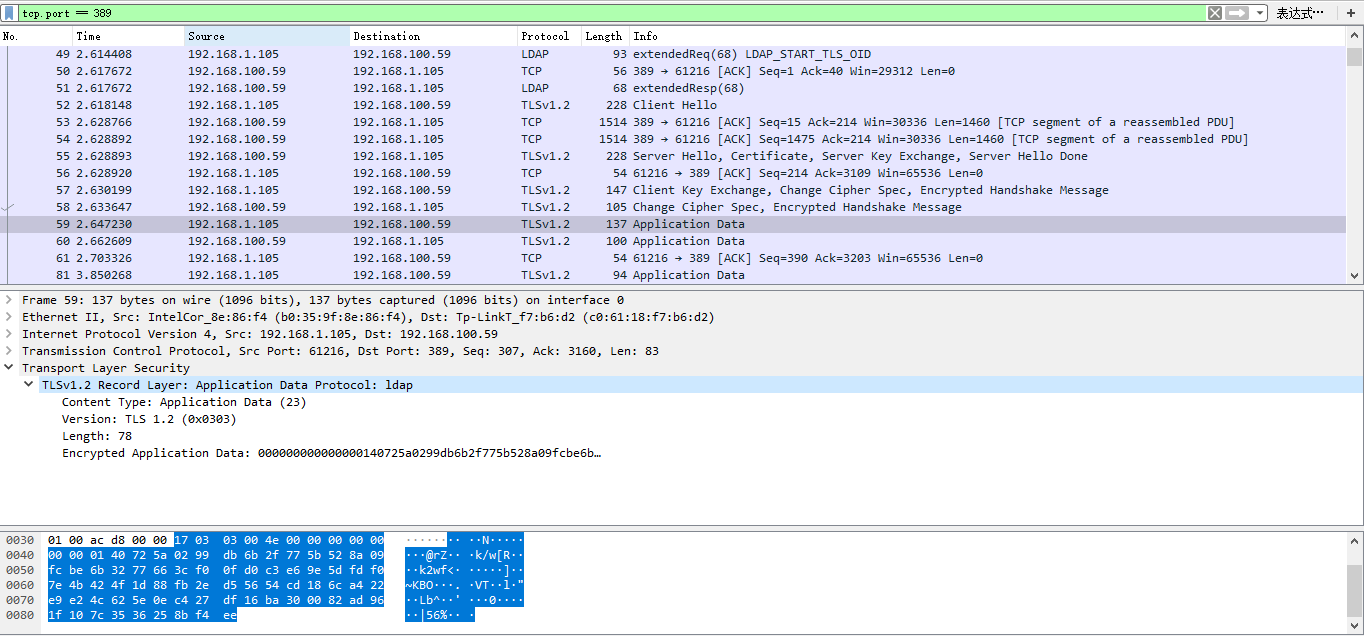 tcp.port == 389 表达式… +
No. Time Source Destination Protocol Length Info
49 2.614408 192.168.1.105 192.168.100.59 LDAP 93 extendedReq(68) LDAP_START_TLS_OID
50 2.617672 192.168.100.59 192.168.1.105 TCP 56 389 → 61216 [ACK] Seq=1 Ack=40 Win=29312 Len=0
51 2.617672 192.168.100.59 192.168.1.105 LDAP 68 extendedResp(68)
52 2.618148 192.168.1.105 192.168.100.59 TLSv1.2 228 Client Hello
53 2.628766 192.168.100.59 192.168.1.105 TCP 1514 389 → 61216 [ACK] Seq=15 Ack=214 Win=30336 Len=1460 [TCP segment of a reassembled PDU]
54 2.628892 192.168.100.59 192.168.1.105 TCP 1514 389 → 61216 [ACK] Seq=1475 Ack=214 Win=30336 Len=1460 [TCP segment of a reassembled PDU]
55 2.628893 192.168.100.59 192.168.1.105 TLSv1.2 228 Server Hello, Certificate, Server Key Exchange, Server Hello Done
56 2.628920 192.168.1.105 192.168.100.59 TCP 54 61216 → 389 [ACK] Seq=214 Ack=3109 Win=65536 Len=0
57 2.630199 192.168.1.105 192.168.100.59 TLSv1.2 147 Client Key Exchange, Change Cipher Spec, Encrypted Handshake Message
58 2.633647 192.168.100.59 192.168.1.105 TLSv1.2 105 Change Cipher Spec, Encrypted Handshake Message
59 2.647230 192.168.1.105 192.168.100.59 TLSv1.2 137 Application Data
60 2.662609 192.168.100.59 192.168.1.105 TLSv1.2 100 Application Data
61 2.703326 192.168.1.105 192.168.100.59 TCP 54 61216 → 389 [ACK] Seq=390 Ack=3203 Win=65536 Len=0
81 3.850268 192.168.1.105 192.168.100.59 TLSv1.2 94 Application Data
Frame 59: 137 bytes on wire (1096 bits), 137 bytes captured (1096 bits) on interface 0
Ethernet II, Src: IntelCor_8e:86:f4 (b0:35:9f:8e:86:f4), Dst: Tp-LinkT_f7:b6:d2 (c0:61:18:f7:b6:d2)
Internet Protocol Version 4, Src: 192.168.1.105, Dst: 192.168.100.59
Transmission Control Protocol, Src Port: 61216, Dst Port: 389, Seq: 307, Ack: 3160, Len: 83
Transport Layer Security
TLSv1.2 Record Layer: Application Data Protocol: ldap
Content Type: Application Data (23)
Version: TLS 1.2 (0x0303)
Length: 78
Encrypted Application Data: 000000000000000140725a0299db6b2f775b528a09fcbe6b…
0030 01 00 ac d8 00 00 17 03 03 00 4e 00 00 00 00 00 ········ ··N·····
0040 00 00 01 40 72 5a 02 99 db 6b 2f 77 5b 52 8a 09 ···@rZ·· ·k/w[R··
0050 fc be 6b 32 77 66 3c f0 0f d0 c3 e6 9e 5d fd f0 ··k2wf<· ·····]··
0060 7e 4b 42 4f 1d 88 fb 2e d5 56 54 cd 18 6c a4 22 ~KBO···. ·VT··l·"
0070 e9 e2 4c 62 5e 0e c4 27 df 16 ba 30 00 82 ad 96 ··Lb^··' ···0····
0080 1f 10 7c 35 36 25 8b f4 ee ··|56%·· ·